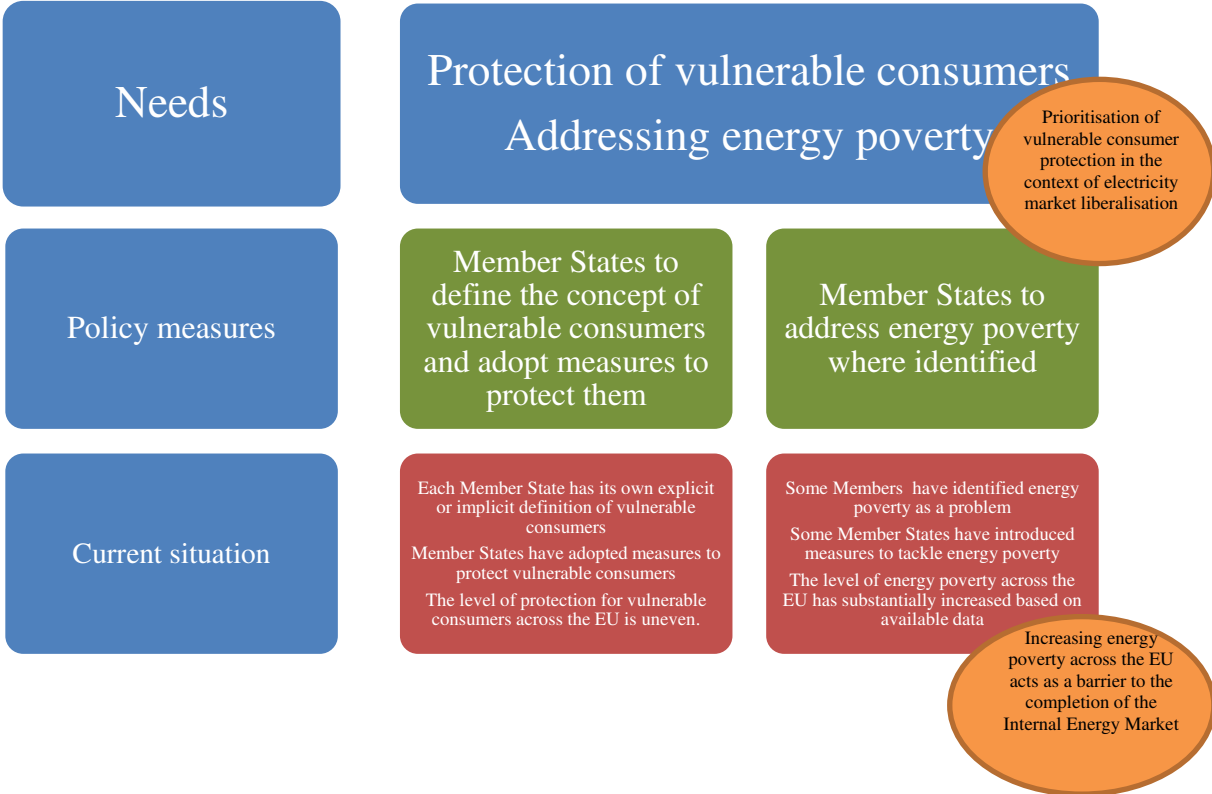 Needs
Protection of vulnerable consumers
Addressing energy poverty
Prioritisation of
vulnerable consumer
protection in the
context of electricity
market liberalisation
Policy measures
Member States to
define the concept of
vulnerable consumers
and adopt measures to
protect them
Member States to
address energy poverty
where identified
Current situation
Each Member State has its own explicit
or implicit definition of vulnerable
consumers
Member States have adopted measures to
protect vulnerable consumers
The level of protection for vulnerable
consumers across the EU is uneven.
Some Members have identified energy
poverty as a problem
Some Member States have introduced
measures to tackle energy poverty
The level of energy poverty across the
EU has substantially increased based on
available data
Increasing energy
poverty across the EU
acts as a barrier to the
completion of the
Internal Energy Market